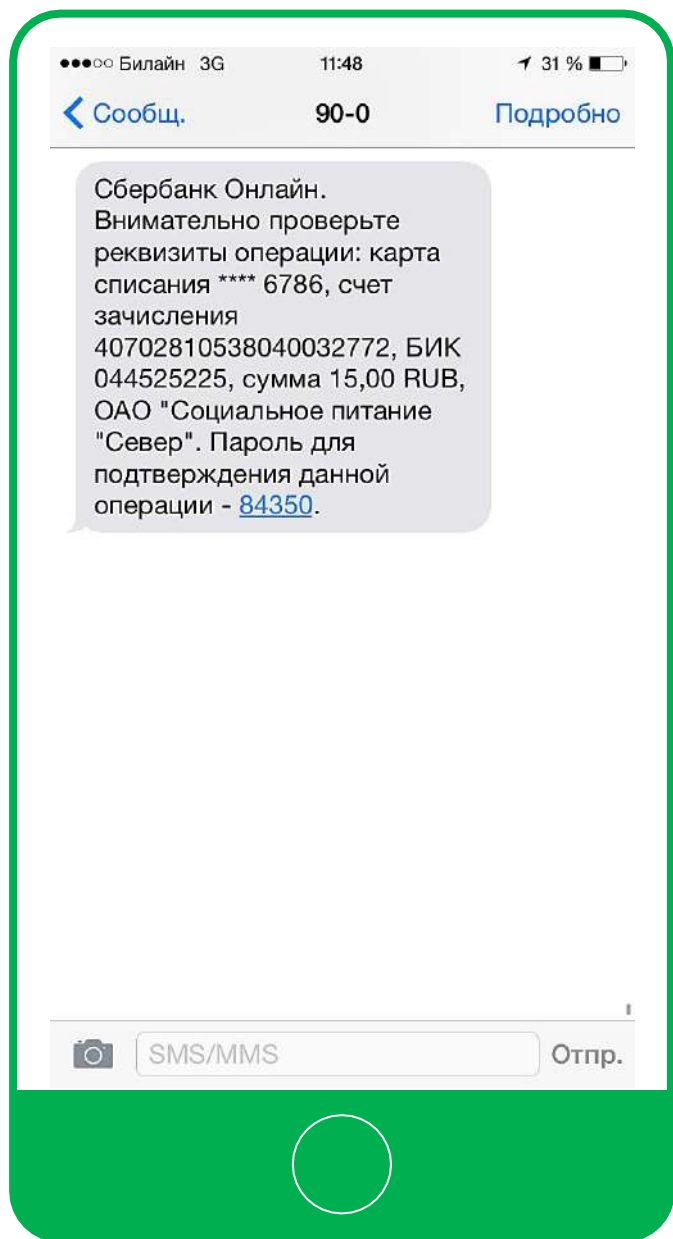 Билайн 3G 11:48 31 %
Сообщ. 90-0 Подробно
Сбербанк Онлайн.
Внимательно проверьте
реквизиты операции: карта
списания **** 6786, счет
зачисления
40702810538040032772, БИК
044525225, сумма 15,00 RUB,
ОАО "Социальное питание
"Север". Пароль для
подтверждения данной
операции - 84350.
SMS/MMS Отпр.